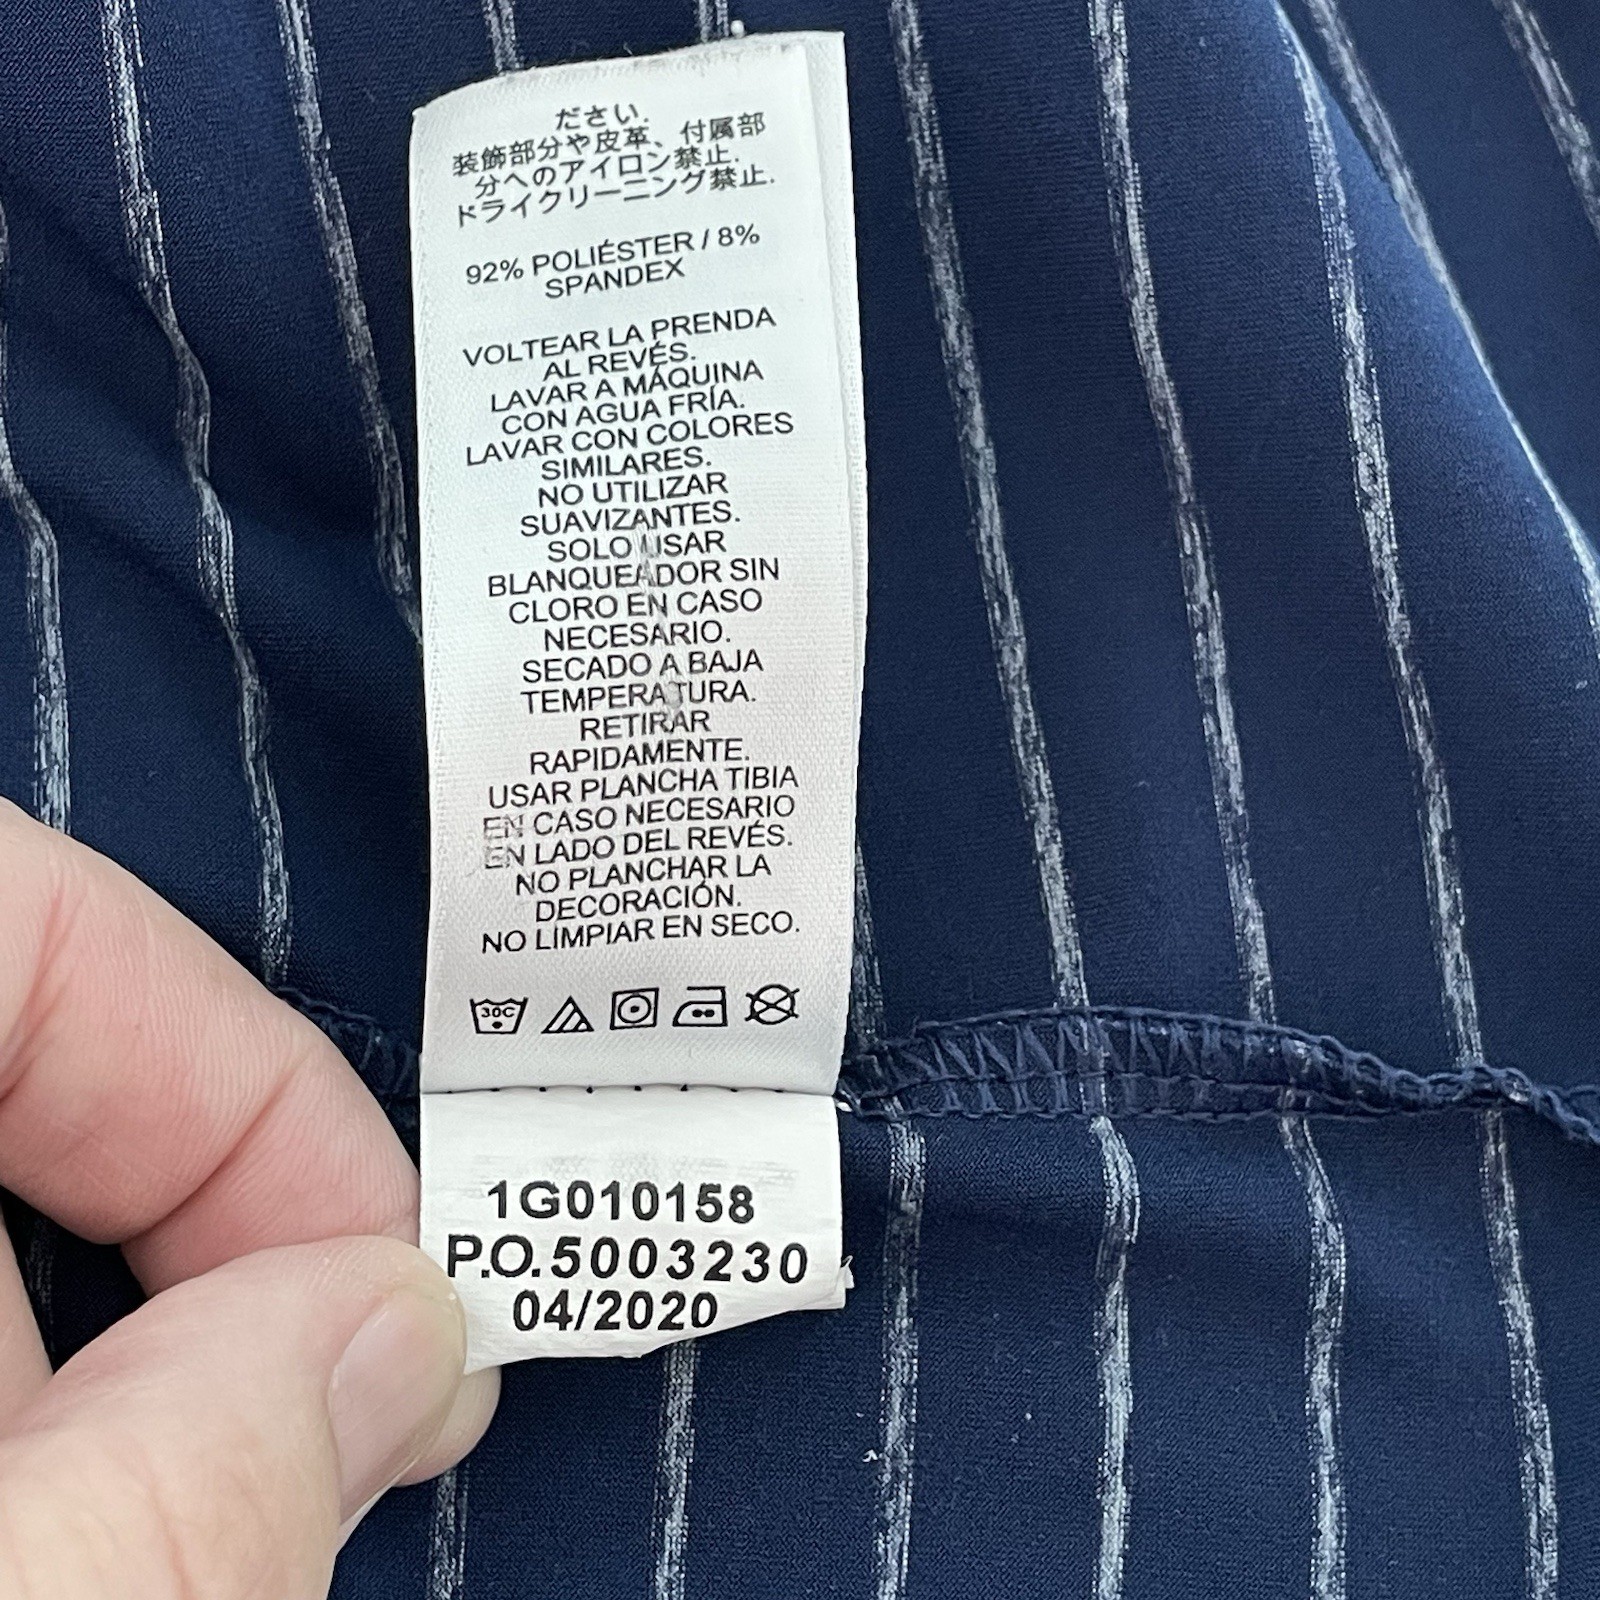 ださい.
装飾部分や皮革、付属部
分へのアイロン禁止.
ドライクリーニング禁止.
92% POLIÉSTER / 8%
SPANDEX
VOLTEAR LA PRENDA
AL REVÉS.
LAVAR A MÁQUINA
CON AGUA FRÍA.
LAVAR CON COLORES
SIMILARES.
NO UTILIZAR
SUAVIZANTES.
SOLO USAR
BLANQUEADOR SIN
CLORO EN CASO
NECESARIO.
SECADO A BAJA
TEMPERATURA.
RETIRAR
RAPIDAMENTE.
USAR PLANCHA TIBIA
EN CASO NECESARIO
EN LADO DEL REVÉS.
NO PLANCHAR LA
DECORACIÓN.
NO LIMPIAR EN SECO.
30C
1G010158
P.O.5003230
04/2020